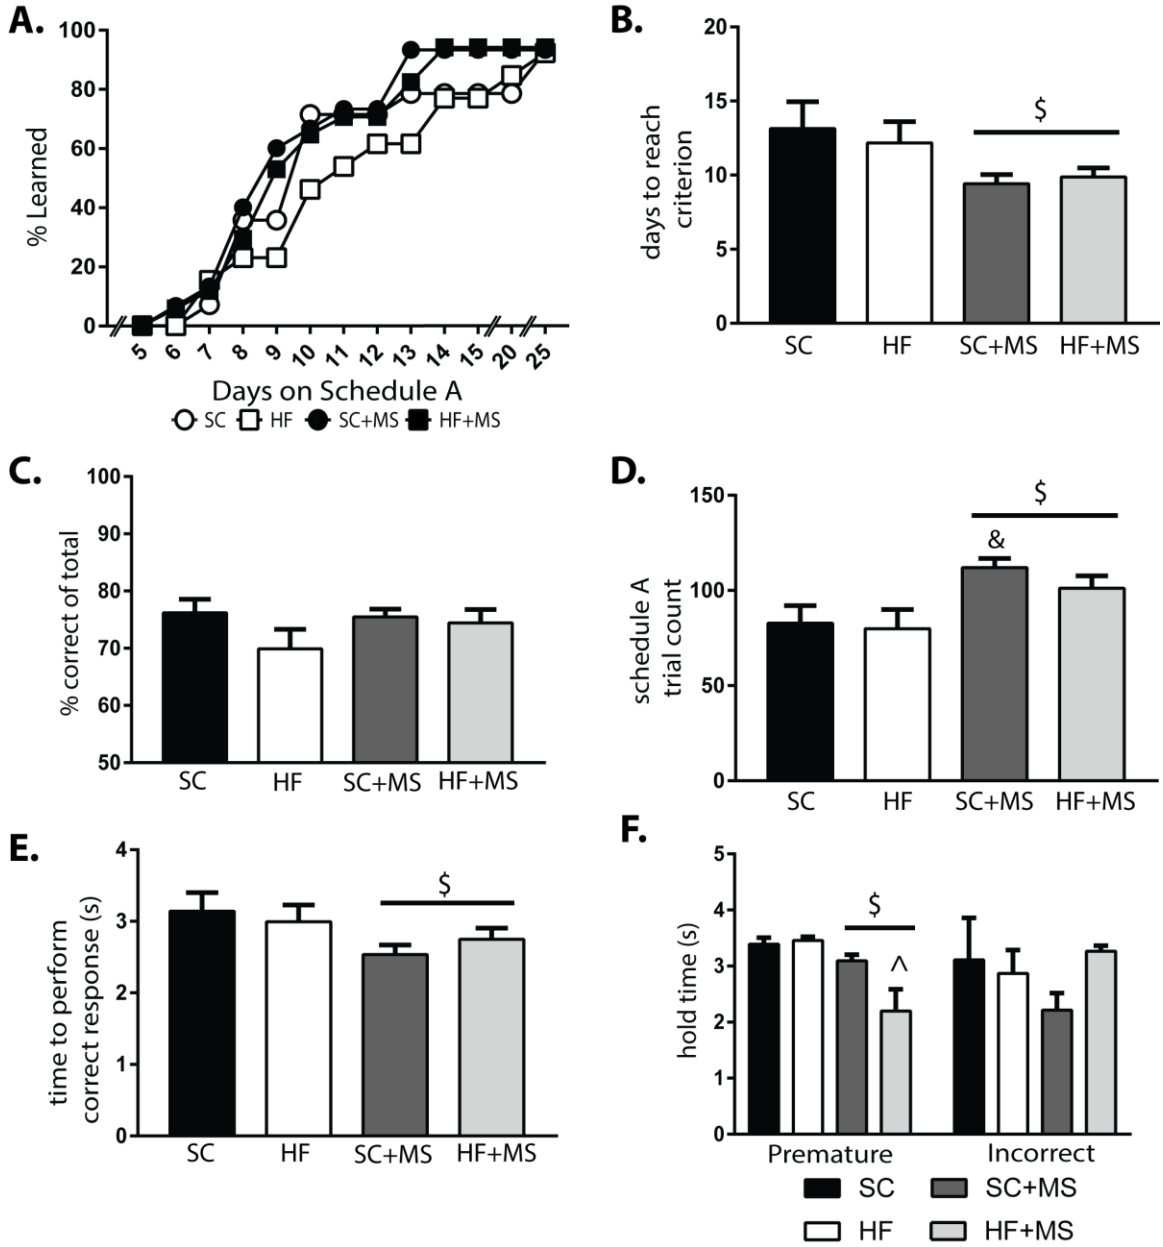 A.
100
80
60
40
20
0
% Learned
5 6 7 8 9 10 11 12 13 14 15 20 25
Days on Schedule A
SC HF SC+MS HF+MS
B.
20
15
10
5
0
days to reach
criterion
$
SC HF SC+MS HF+MS
C.
100
90
80
70
60
50
% correct of total
SC HF SC+MS HF+MS
D.
150
100
50
0
schedule A
trial count
$
&
SC HF SC+MS HF+MS
E.
4
3
2
1
0
time to perform
correct response (s)
$
SC HF SC+MS HF+MS
F.
5
4
3
2
1
0
hold time (s)
$
^
Premature Incorrect
SC SC+MS
HF HF+MS